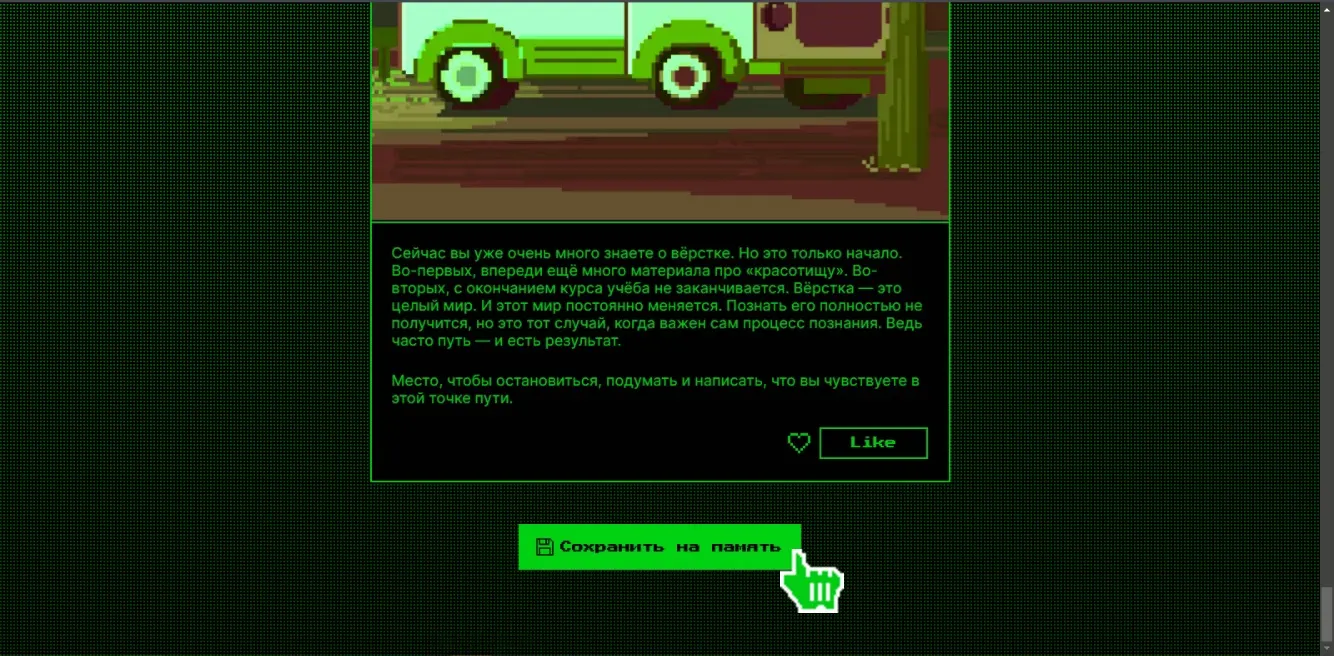 Сейчас вы уже очень много знаете о вёрстке. Но это только начало.
Во-первых, впереди ещё много материала про «красотищу». Во-
вторых, с окончанием курса учёба не заканчивается. Вёрстка — это
целый мир. И этот мир постоянно меняется. Познать его полностью не
получится, но это тот случай, когда важен сам процесс познания. Ведь
часто путь — и есть результат.
Место, чтобы остановиться, подумать и написать, что вы чувствуете в
этой точке пути.
Like
Сохранить на память